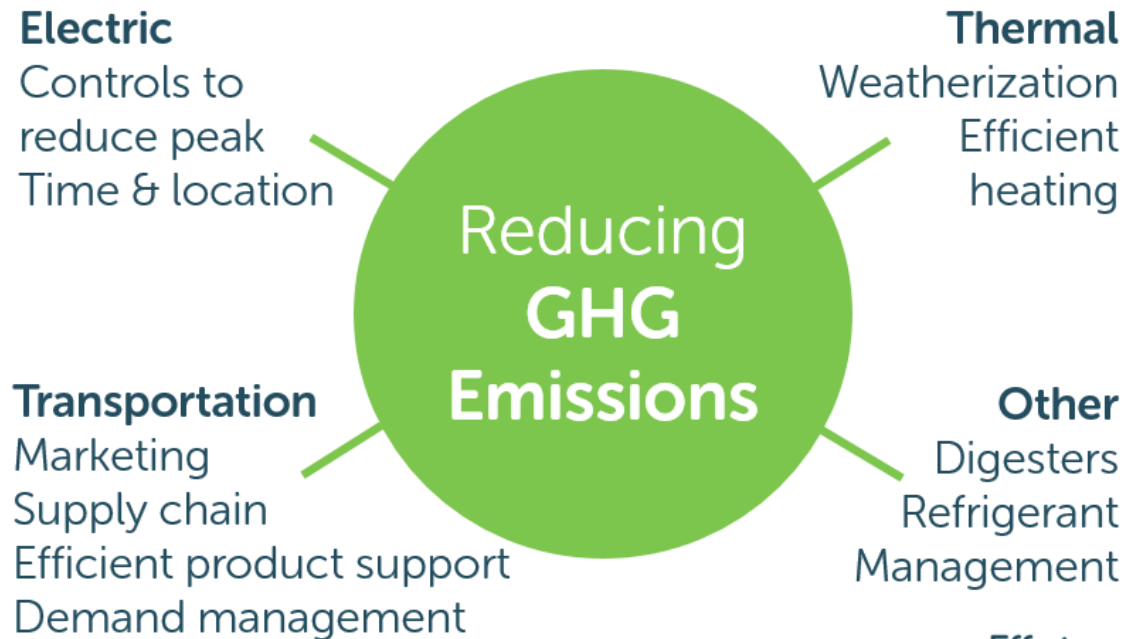 Electric
Controls to
reduce peak
Time & location
Thermal
Weatherization
Efficient
heating
Reducing
GHG
Emissions
Transportation
Marketing
Supply chain
Efficient product support
Demand management
Other
Digesters
Refrigerant
Management